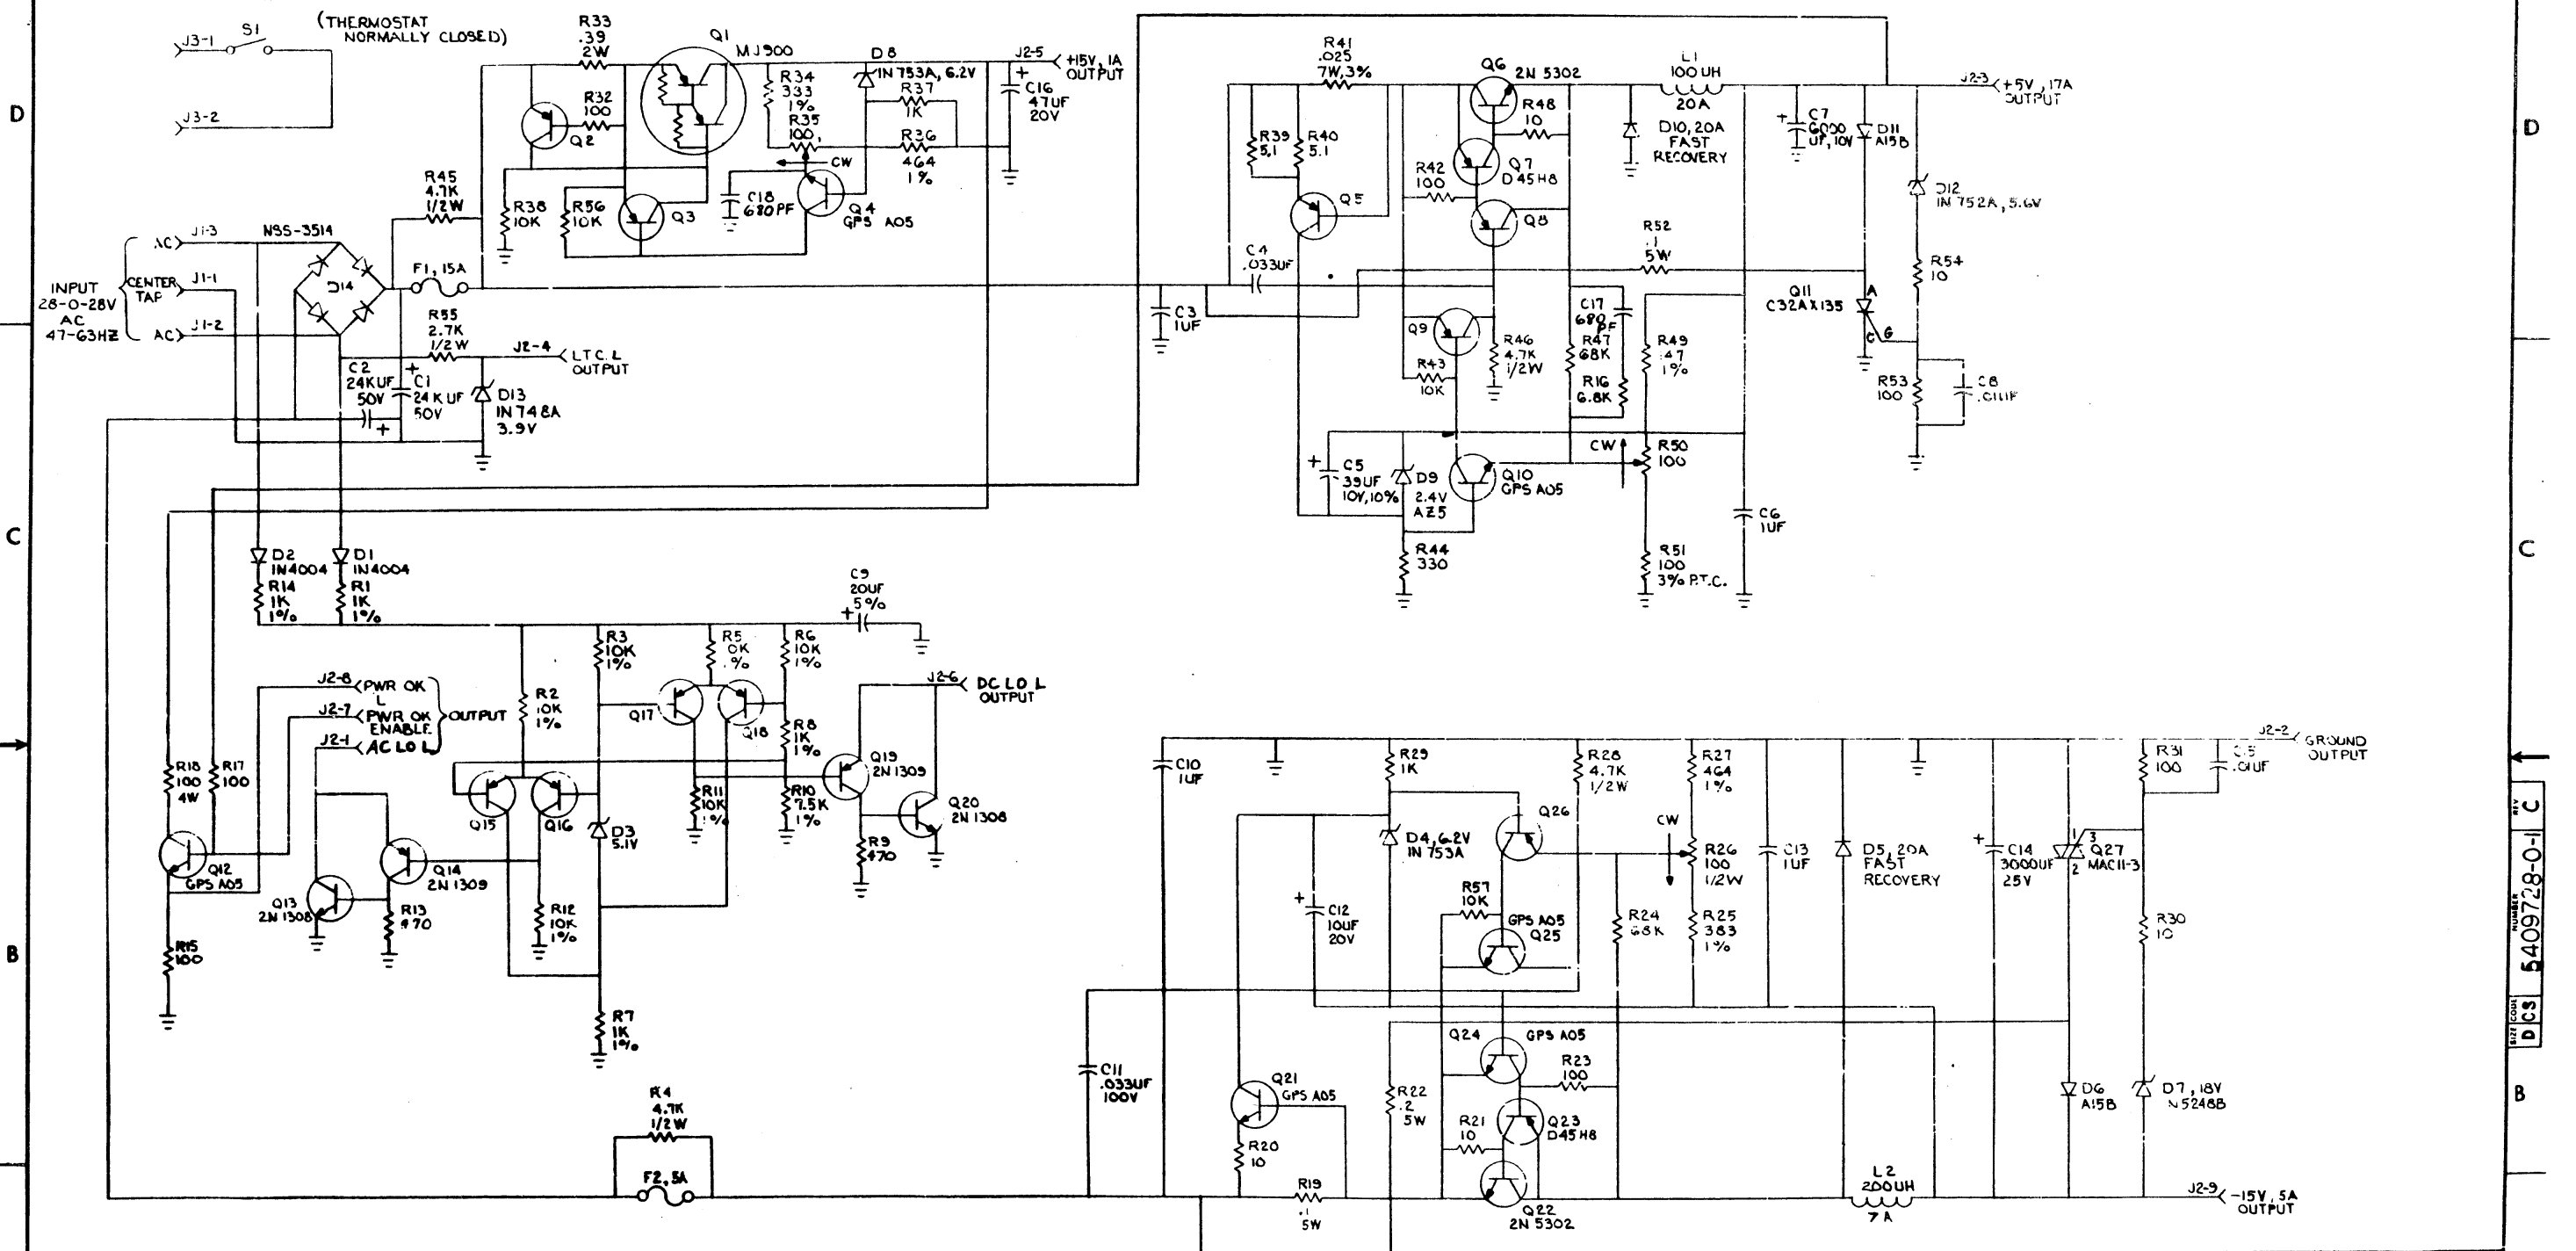 (THERMOSTAT
NORMALLY CLOSED)
J3-1
S1
J3-2
R33
.39
2W
R32
100
Q2
Q1
MJ900
R34
333
1%
R35
100,
CW
D8
1N 753A, 6.2V
R37
1K
R36
464
1%
J2-5
+15V, 1A
OUTPUT
+
C16
47UF
20V
R45
4.7K
1/2W
R38
10K
R56
10K
Q3
C18
680PF
Q4
GPS A05
INPUT
28-0-28V
AC
47-63HZ
AC
J1-3
CENTER
TAP
J1-1
AC
J1-2
NSS-3514
D14
F1, 15A
R55
2.7K
1/2W
J2-4
LTC L
OUTPUT
C2
24KUF
50V
+
+
C1
24KUF
50V
D13
1N748A
3.9V
R41
.025
7W,3%
R39
5.1
R40
5.1
Q5
Q6
2N 5302
R48
10
Q7
D45H8
R42
100
Q8
L1
100UH
20A
D10, 20A
FAST
RECOVERY
+
C7
6000
UF, 10V
D11
A15B
J2-3
+5V, 17A
OUTPUT
D12
1N 752A, 5.6V
R54
10
R52
.1
5W
C4
.033UF
C3
1UF
Q11
C32AX135
A
C
G
Q9
R43
10K
R46
4.7K
1/2W
C17
680
PF
R47
68K
R16
6.8K
R49
147
1%
R53
100
C8
.01UF
+
C5
39UF
10V,10%
D9
2.4V
AZ5
Q10
GPS A05
CW
R50
100
R44
330
R51
100
3% P.T.C.
C6
1UF
D2
1N4004
R14
1K
1%
D1
1N4004
R1
1K
1%
C9
20UF
5%
+
R3
10K
1%
R5
R6
10K
1%
J2-8
PWR OK
L
J2-7
PWR OK
ENABLE
OUTPUT
J2-1
AC LO L
R2
10K
1%
Q17
Q18
R8
1K
1%
J2-6
DC LO L
OUTPUT
Q19
2N1309
Q20
2N 1308
R9
470
R18
100
4W
R17
100
Q15
Q16
D3
5.1V
R11
10K
1%
R10
7.5K
1%
Q12
GPS A05
Q13
2N 1308
Q14
2N 1309
R13
470
R12
10K
1%
R15
100
R7
1K
1%
R4
4.7K
1/2W
F2, 5A
C10
1UF
C11
.033UF
100V
R29
1K
R28
4.7K
1/2W
R27
464
1%
J2-2
GROUND
OUTPUT
R31
100
.01UF
D4, 6.2V
1N 753A
Q26
CW
R26
100
1/2W
C13
1UF
D5, 20A
FAST
RECOVERY
+
C14
3000UF
25V
1
3
2
Q27
MAC11-3
R57
10K
GPS A05
Q25
+
C12
10UF
20V
R24
68K
R25
383
1%
R30
10
Q24
GPS A05
R23
100
Q21
GPS A05
R22
.2
5W
R20
10
R21
10
Q23
D45H8
R19
.1
5W
Q22
2N 5302
D6
A15B
D7, 18V
1N5248B
L2
200UH
7A
J2-9
-15V, 5A
OUTPUT
D
C
B
D
C
B
SIZE
D
CODE
CS
NUMBER
5409728-0-1
REV
C